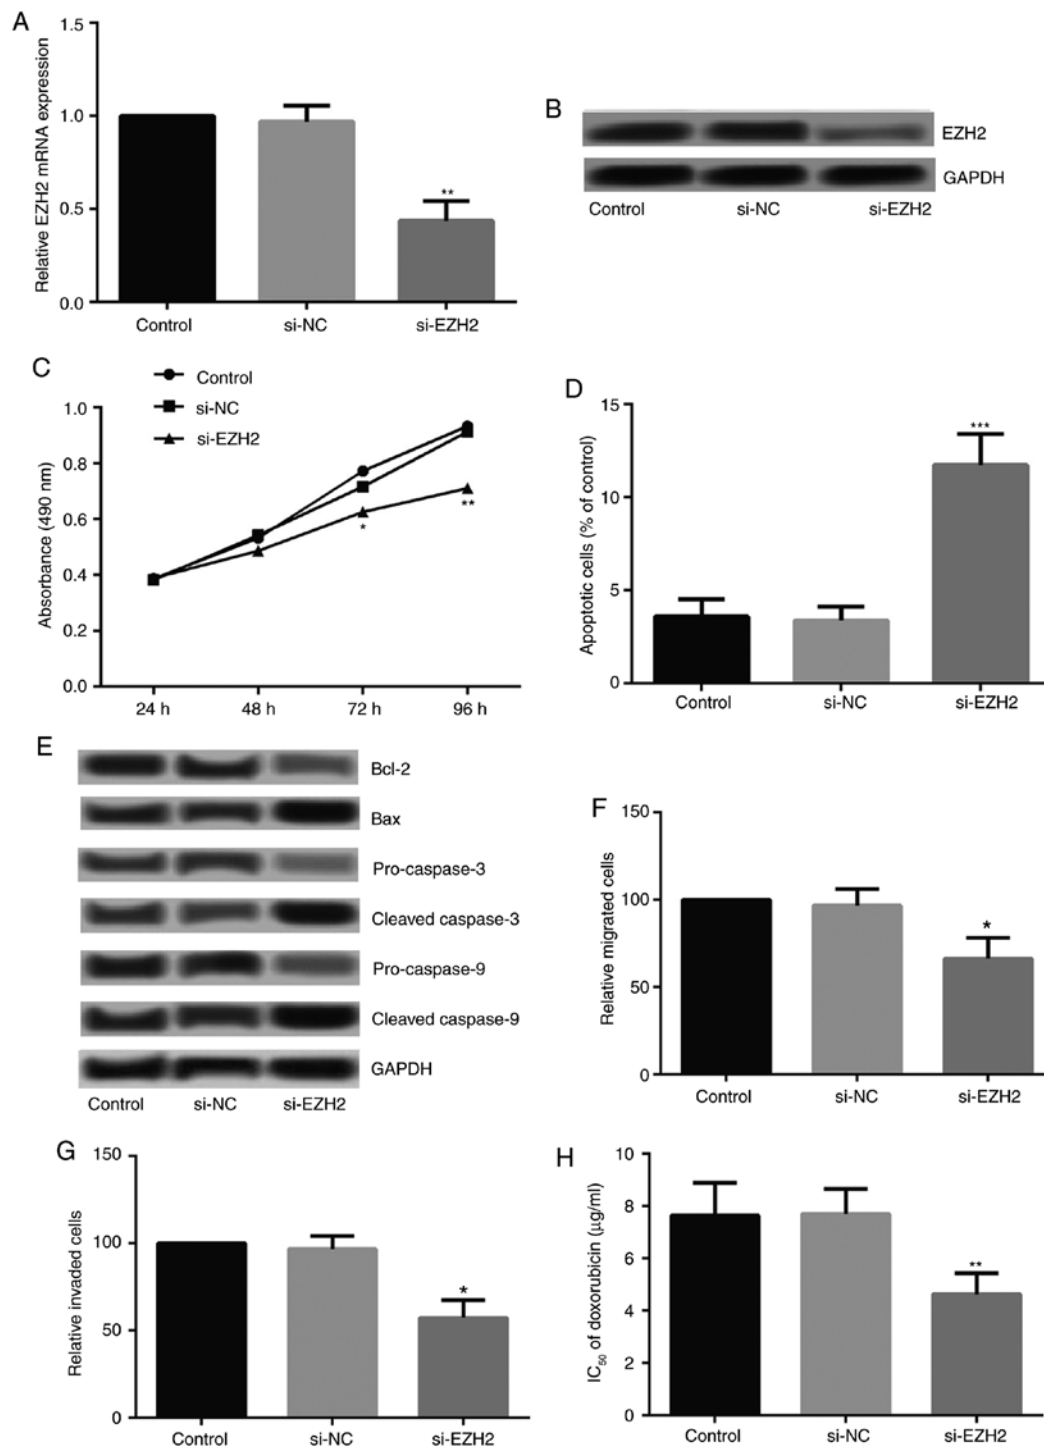 A
Relative EZH2 mRNA expression
1.5
1.0
0.5
0.0
**
Control si-NC si-EZH2
B
EZH2
GAPDH
Control si-NC si-EZH2
C
Control
si-NC
si-EZH2
Absorbance (490 nm)
1.0
0.8
0.6
0.4
0.2
0.0
*
**
24 h 48 h 72 h 96 h
D
Apoptotic cells (% of control)
15
10
5
0
***
Control si-NC si-EZH2
E
Bcl-2
Bax
Pro-caspase-3
Cleaved caspase-3
Pro-caspase-9
Cleaved caspase-9
GAPDH
Control si-NC si-EZH2
F
Relative migrated cells
150
100
50
0
*
Control si-NC si-EZH2
G
Relative invaded cells
150
100
50
0
*
Control si-NC si-EZH2
H
IC50 of doxorubicin (µg/ml)
10
8
6
4
2
0
**
Control si-NC si-EZH2